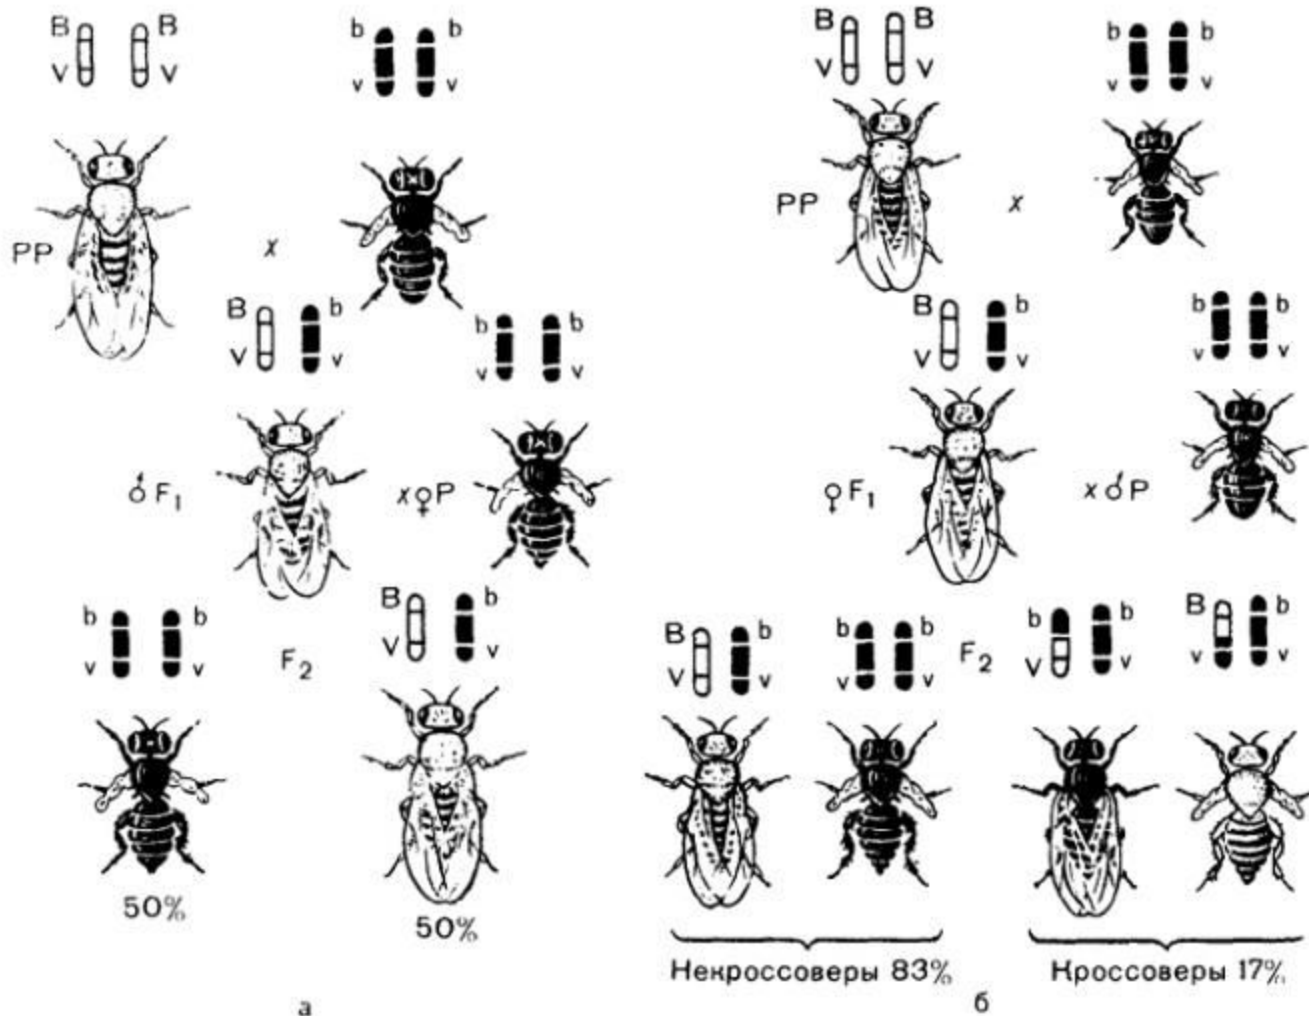 B B b b
V V v v
PP x
B b b b
V v v v
♂ F1 x ♀ P
b b B b
v v V v
F2
50% 50%
а
B B b b
V V v v
PP x
B b b b
V v v v
♀ F1 x ♂ P
B b b b b b B b
V v v v V v v v
F2
Некроссоверы 83% Кроссоверы 17%
б